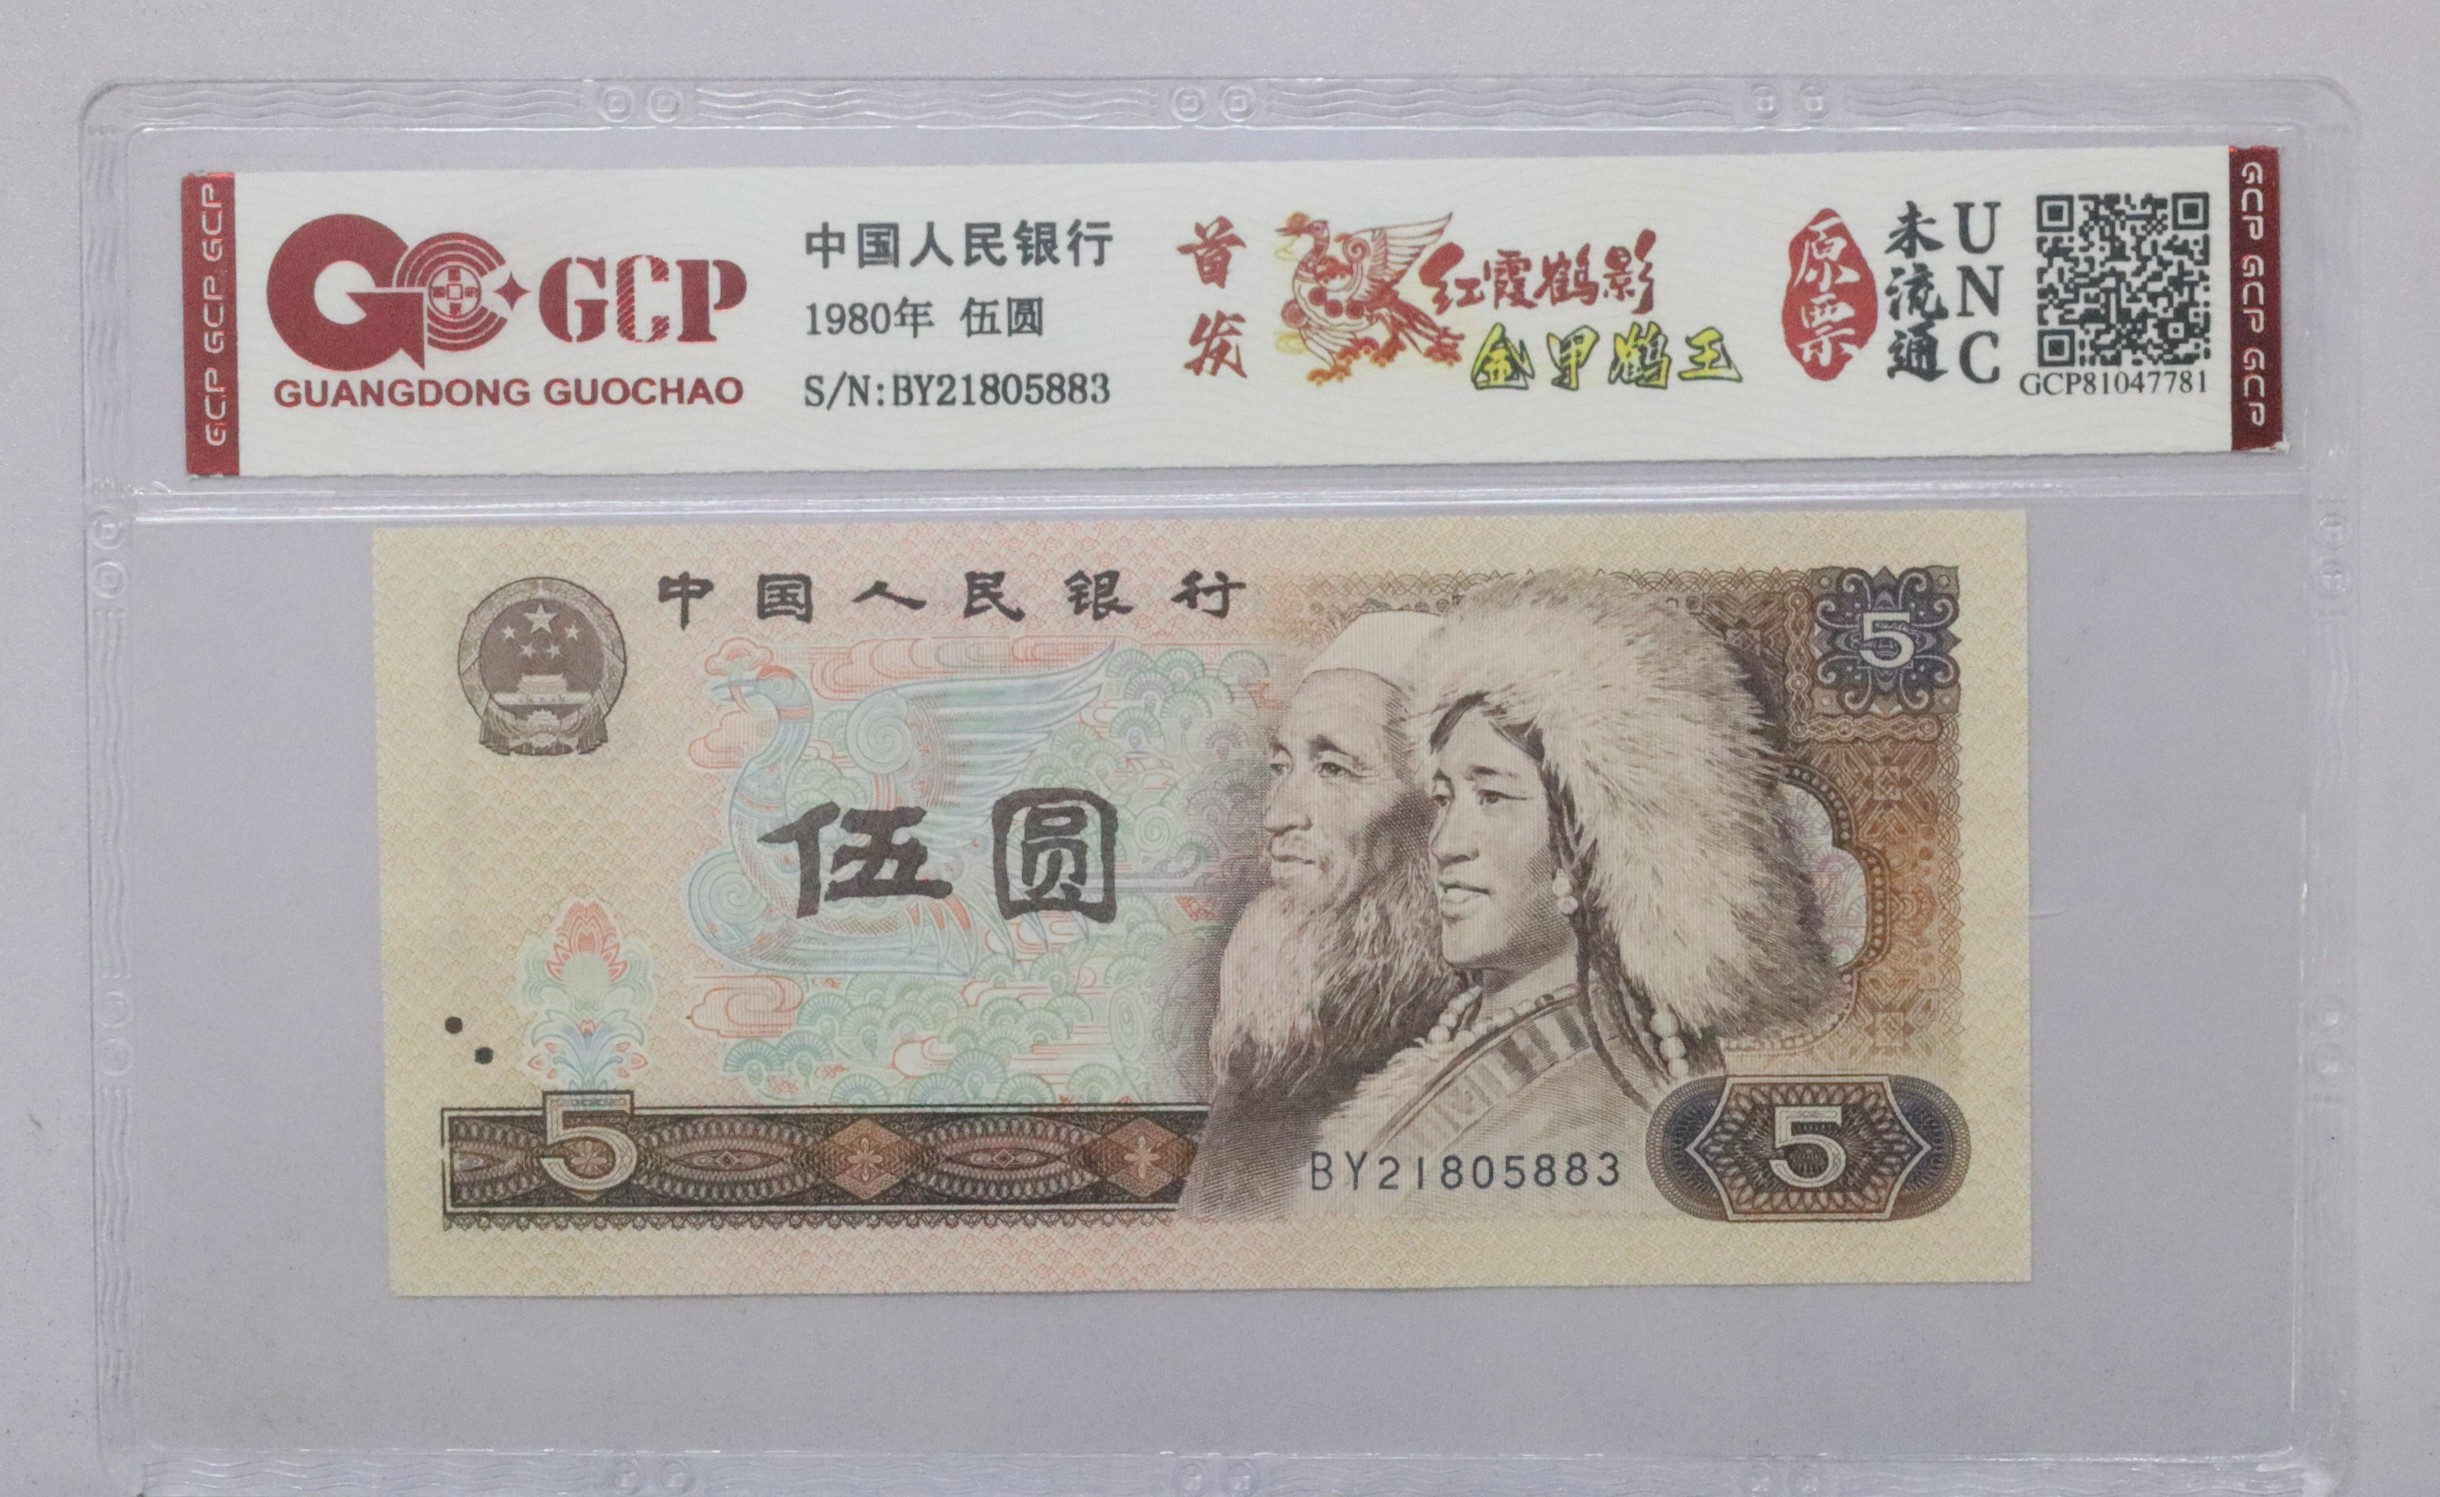 GCP GCP GCP
GCP
GUANGDONG GUOCHAO
中国人民银行
1980年 伍圆
S/N:BY21805883
首发
红霞鹤影
金甲鹤王
原票
未流通
UNC
GCP81047781
GCP GCP GCP
中国人民银行
5
伍圆
5
BY21805883
5